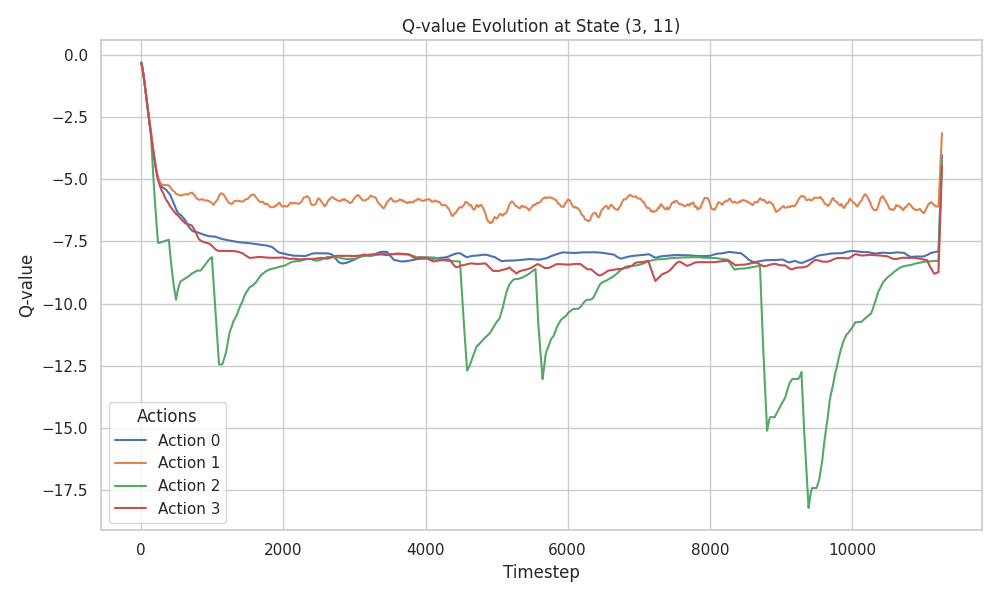 Q-value Evolution at State (3, 11)
Q-value
0.0
−2.5
−5.0
−7.5
−10.0
−12.5
−15.0
−17.5
Actions
Action 0
Action 1
Action 2
Action 3
0
2000
4000
6000
8000
10000
Timestep